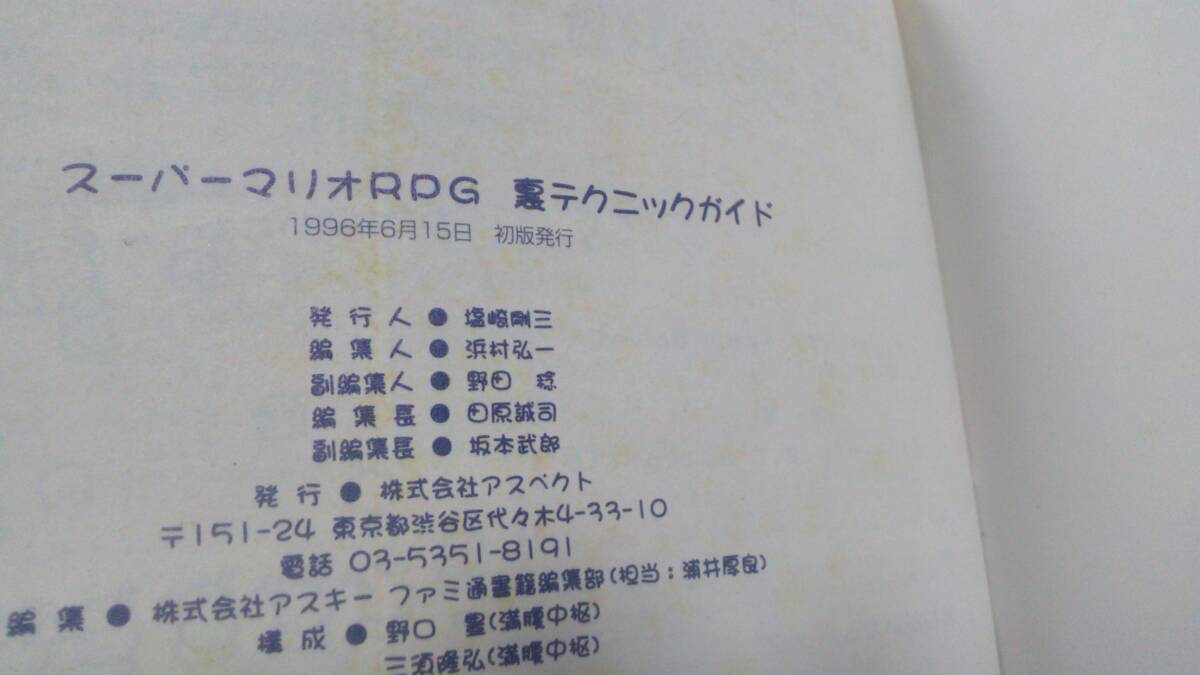 スーパーマリオRPG 裏テクニックガイド
1996年6月15日 初版発行
発行人●塩崎剛三
編集人●浜村弘一
副編集人●野田 稔
編集長●田原誠司
副編集長●坂本武郎
発行●株式会社アスペクト
〒151-24 東京都渋谷区代々木4-33-10
電話 03-5351-8191
編集●株式会社アスキー ファミ通書籍編集部(担当:浦井厚良)
構成●野口 豊(満腹中枢)
三須隆弘(満腹中枢)